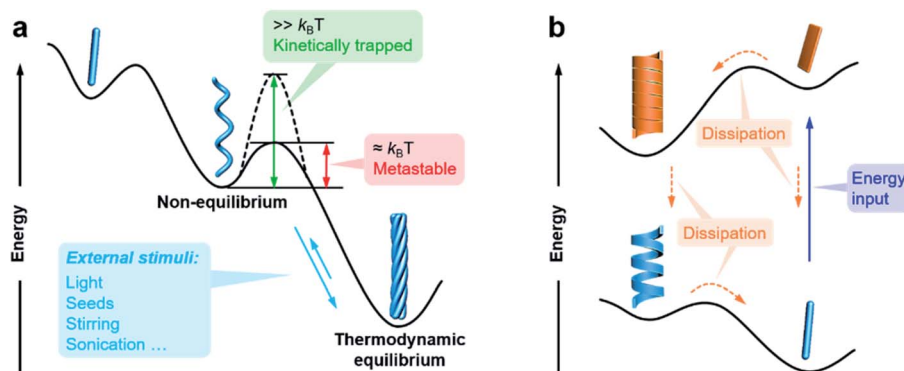 a
>> kBT
Kinetically trapped
≈ kBT
Metastable
Non-equilibrium
Energy
External stimuli:
Light
Seeds
Stirring
Sonication ...
Thermodynamic
equilibrium
b
Dissipation
Energy
input
Dissipation
Energy